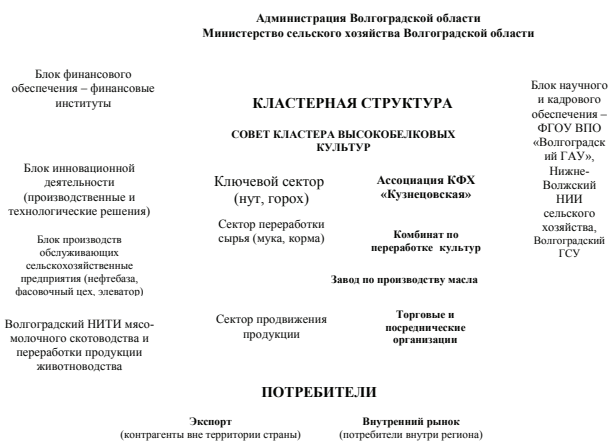 Администрация Волгоградской области
Министерство сельского хозяйства Волгоградской области
Блок финансового
обеспечения – финансовые
институты
КЛАСТЕРНАЯ СТРУКТУРА
СОВЕТ КЛАСТЕРА ВЫСОКОБЕЛКОВЫХ
КУЛЬТУР
Блок инновационной
деятельности
(производственные и
технологические решения)
Блок производств
обслуживающих
сельскохозяйственные
предприятия (нефтебаза,
фасовочный цех, элеватор)
Волгоградский НИТИ мясо-
молочного скотоводства и
переработки продукции
животноводства
Ключевой сектор
(нут, горох)
Ассоциация КФХ
«Кузнецовская»
Сектор переработки
сырья (мука, корма)
Комбинат по
переработке культур
Завод по производству масла
Сектор продвижения
продукции
Торговые и
посреднические
организации
Блок научного
и кадрового
обеспечения –
ФГОУ ВПО
«Волгоградск
ий ГАУ»,
Нижне-
Волжский
НИИ
сельского
хозяйства,
Волгоградский
ГСУ
ПОТРЕБИТЕЛИ
Экспорт
(контрагенты вне территории страны)
Внутренний рынок
(потребители внутри региона)